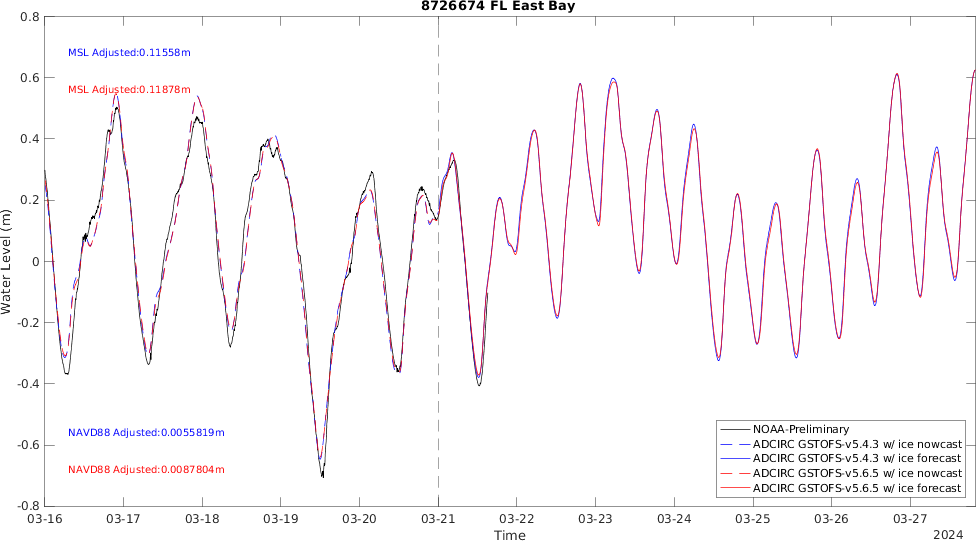 8726674 FL East Bay
0.8
0.6
0.4
0.2
0
-0.2
-0.4
-0.6
-0.8
Water Level (m)
MSL Adjusted:0.11558m
MSL Adjusted:0.11878m
NAVD88 Adjusted:0.0055819m
NAVD88 Adjusted:0.0087804m
NOAA-Preliminary
ADCIRC GSTOFS-v5.4.3 w/ ice nowcast
ADCIRC GSTOFS-v5.4.3 w/ ice forecast
ADCIRC GSTOFS-v5.6.5 w/ ice nowcast
ADCIRC GSTOFS-v5.6.5 w/ ice forecast
03-16 03-17 03-18 03-19 03-20 03-21 03-22 03-23 03-24 03-25 03-26 03-27
Time
2024